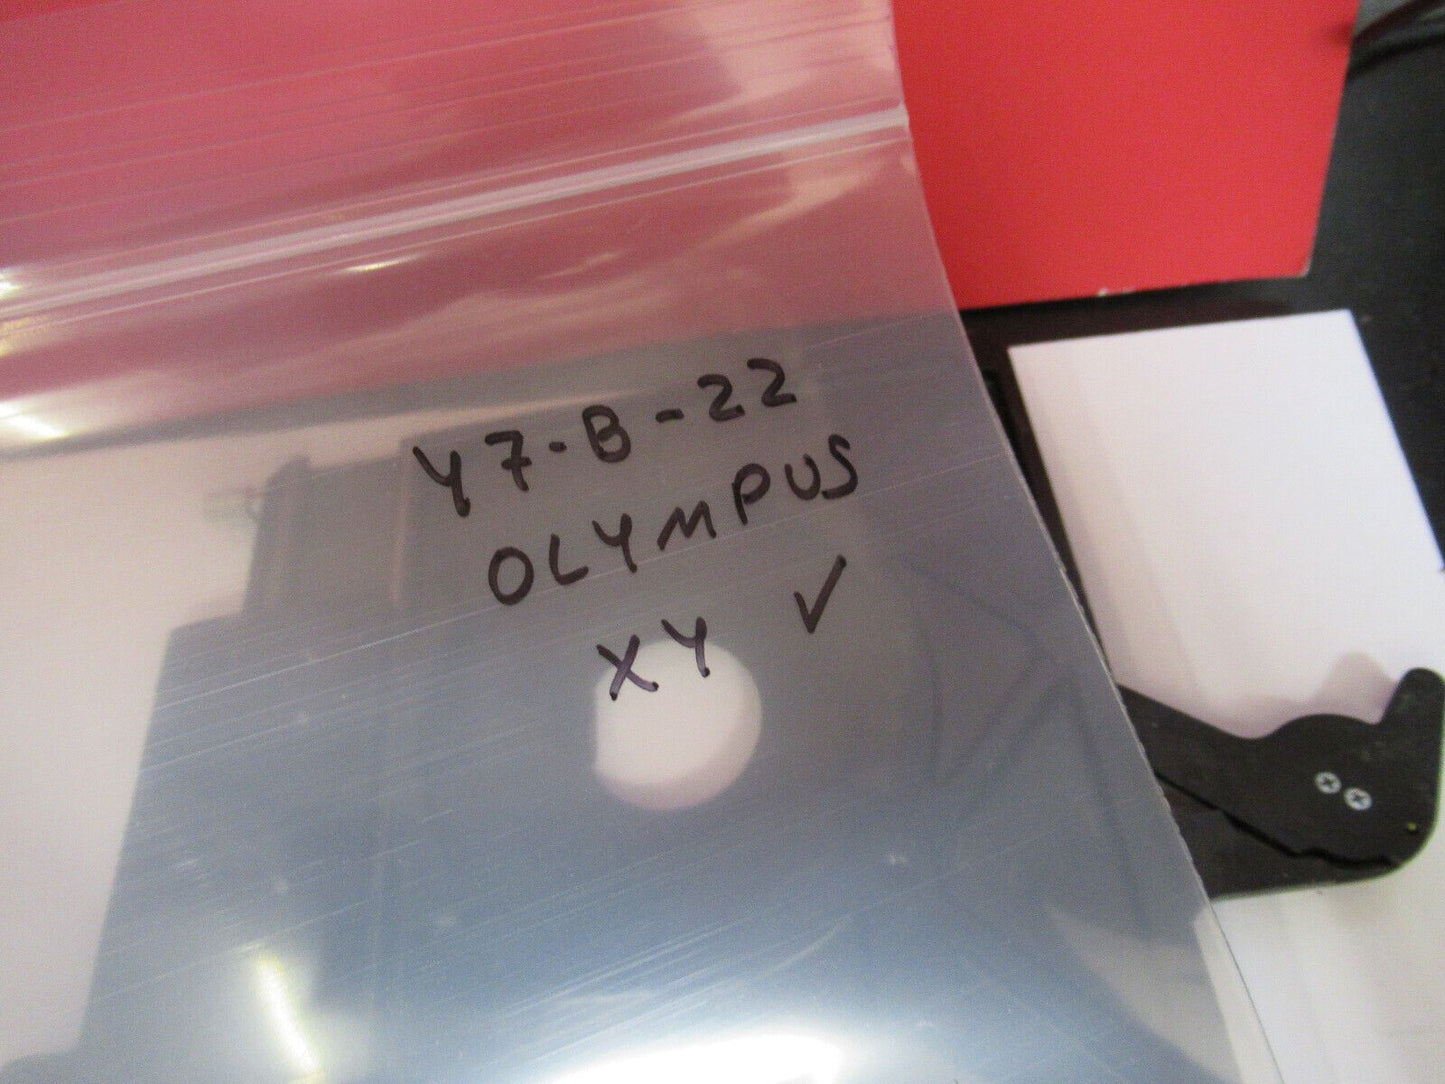 Y7-B-22
OLYMPUS
XY ✓